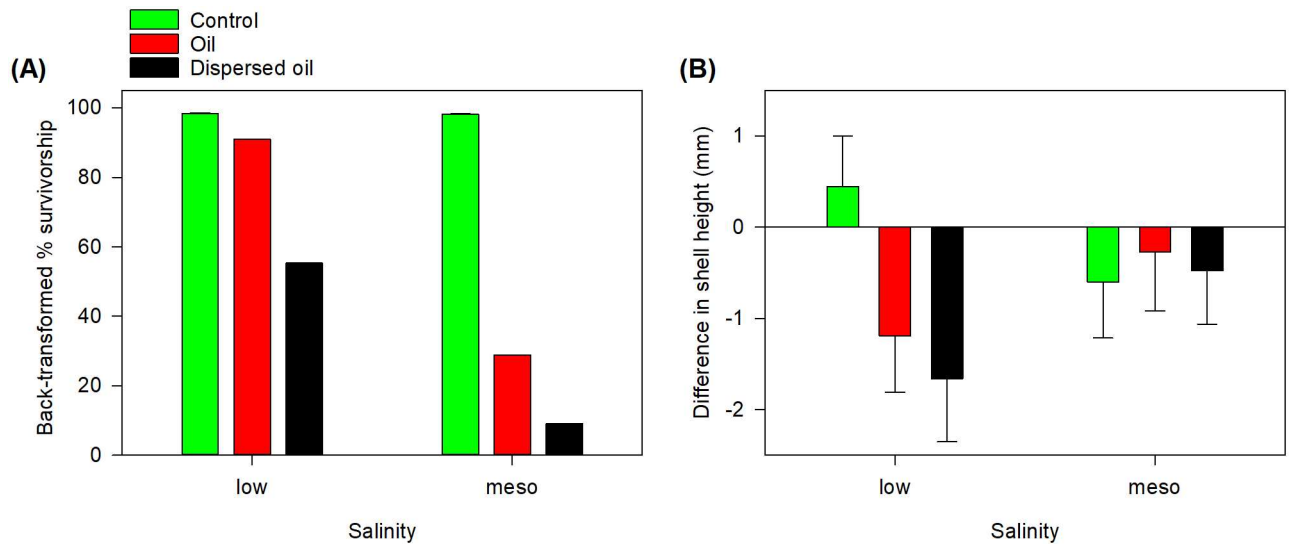 Control
Oil
Dispersed oil
(A)
Back-transformed % survivorship
100
80
60
40
20
0
low
meso
Salinity
(B)
Difference in shell height (mm)
1
0
-1
-2
low
meso
Salinity